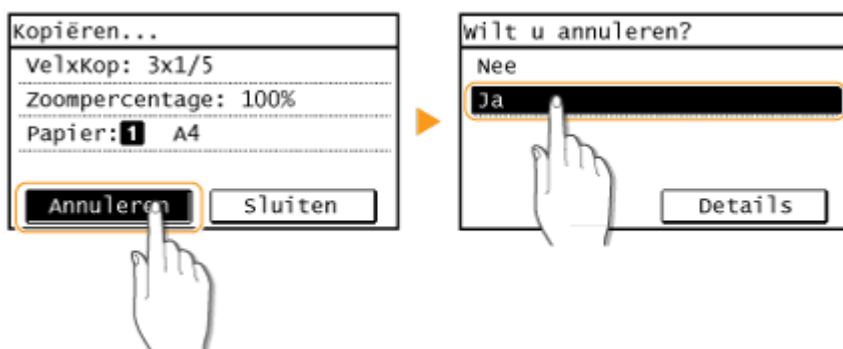 Kopiëren...
VelxKop: 3x1/5
Zoompercentage: 100%
Papier:1 A4
Annuleren Sluiten
Wilt u annuleren?
Nee
Ja
Details